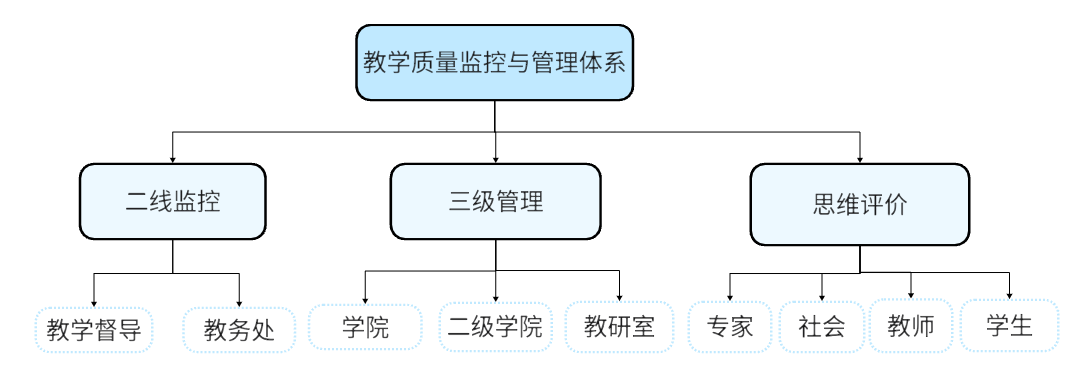 教学质量监控与管理体系
二线监控
三级管理
思维评价
教学督导
教务处
学院
二级学院
教研室
专家
社会
教师
学生